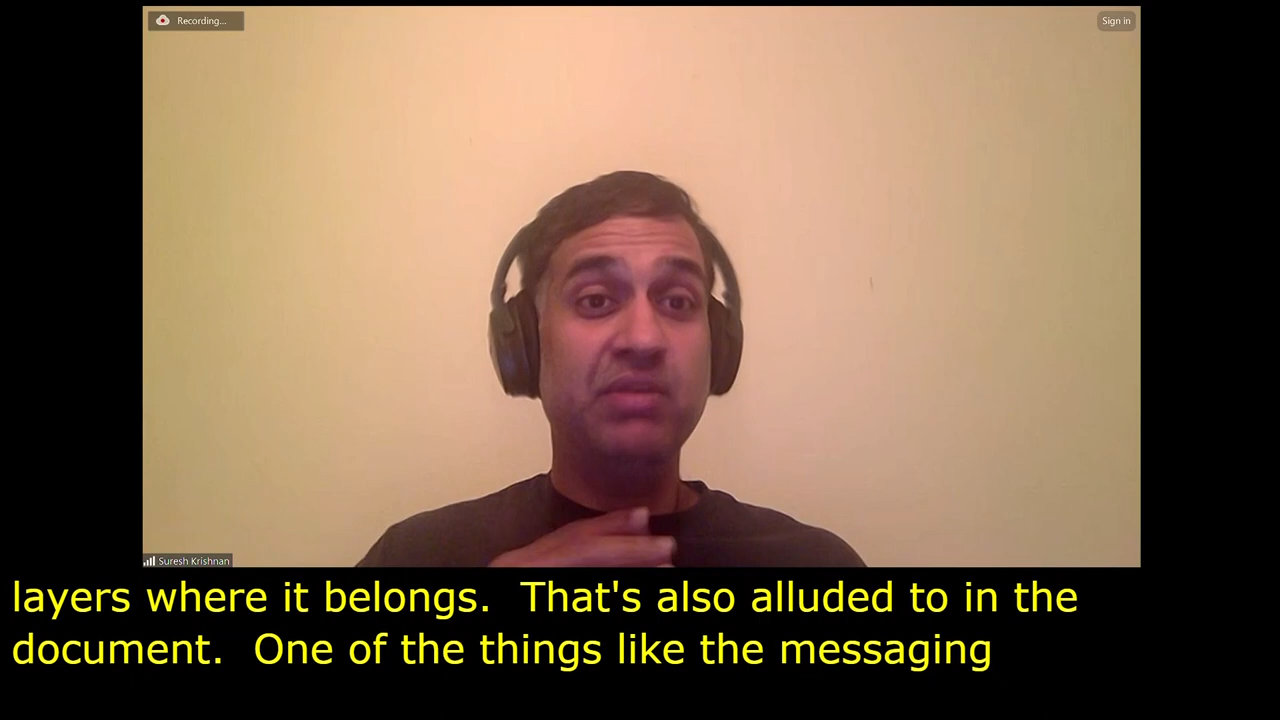 Recording...
Sign in
Suresh Krishnan
layers where it belongs.  That's also alluded to in the
document.  One of the things like the messaging